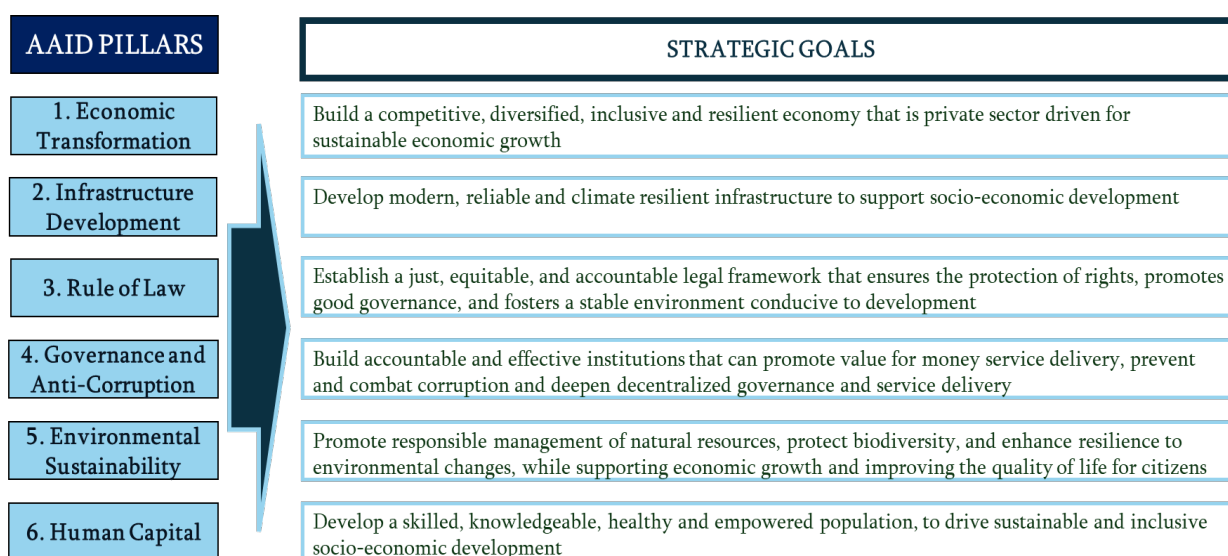 AAID PILLARS
STRATEGIC GOALS
1. Economic
Transformation
Build a competitive, diversified, inclusive and resilient economy that is private sector driven for
sustainable economic growth
2. Infrastructure
Development
Develop modern, reliable and climate resilient infrastructure to support socio-economic development
3. Rule of Law
Establish a just, equitable, and accountable legal framework that ensures the protection of rights, promotes
good governance, and fosters a stable environment conducive to development
4. Governance and
Anti-Corruption
Build accountable and effective institutions that can promote value for money service delivery, prevent
and combat corruption and deepen decentralized governance and service delivery
5. Environmental
Sustainability
Promote responsible management of natural resources, protect biodiversity, and enhance resilience to
environmental changes, while supporting economic growth and improving the quality of life for citizens
6. Human Capital
Develop a skilled, knowledgeable, healthy and empowered population, to drive sustainable and inclusive
socio-economic development